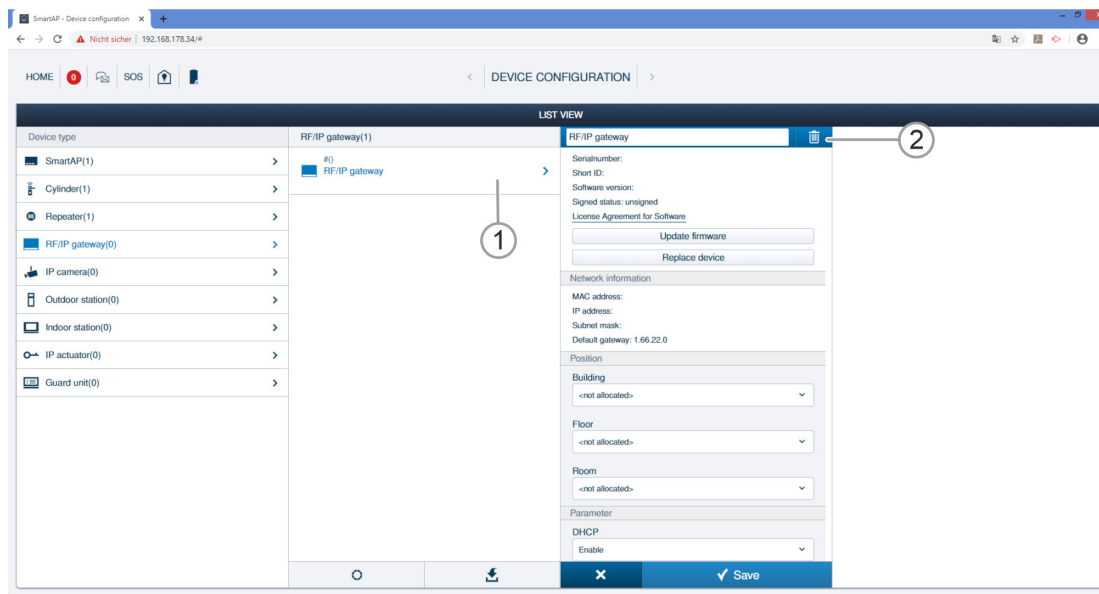 SmartAP - Device configuration
Nicht sicher | 192.168.178.34/#
HOME 0 SOS DEVICE CONFIGURATION
LIST VIEW
Device type
SmartAP(1)
Cylinder(1)
Repeater(1)
RF/IP gateway(0)
IP camera(0)
Outdoor station(0)
Indoor station(0)
IP actuator(0)
Guard unit(0)
RF/IP gateway(1)
#()
RF/IP gateway
1
RF/IP gateway
2
Serialnumber:
Short ID:
Software version:
Signed status: unsigned
License Agreement for Software
Update firmware
Replace device
Network information
MAC address:
IP address:
Subnet mask:
Default gateway: 1.66.22.0
Position
Building
<not allocated>
Floor
<not allocated>
Room
<not allocated>
Parameter
DHCP
Enable
Save